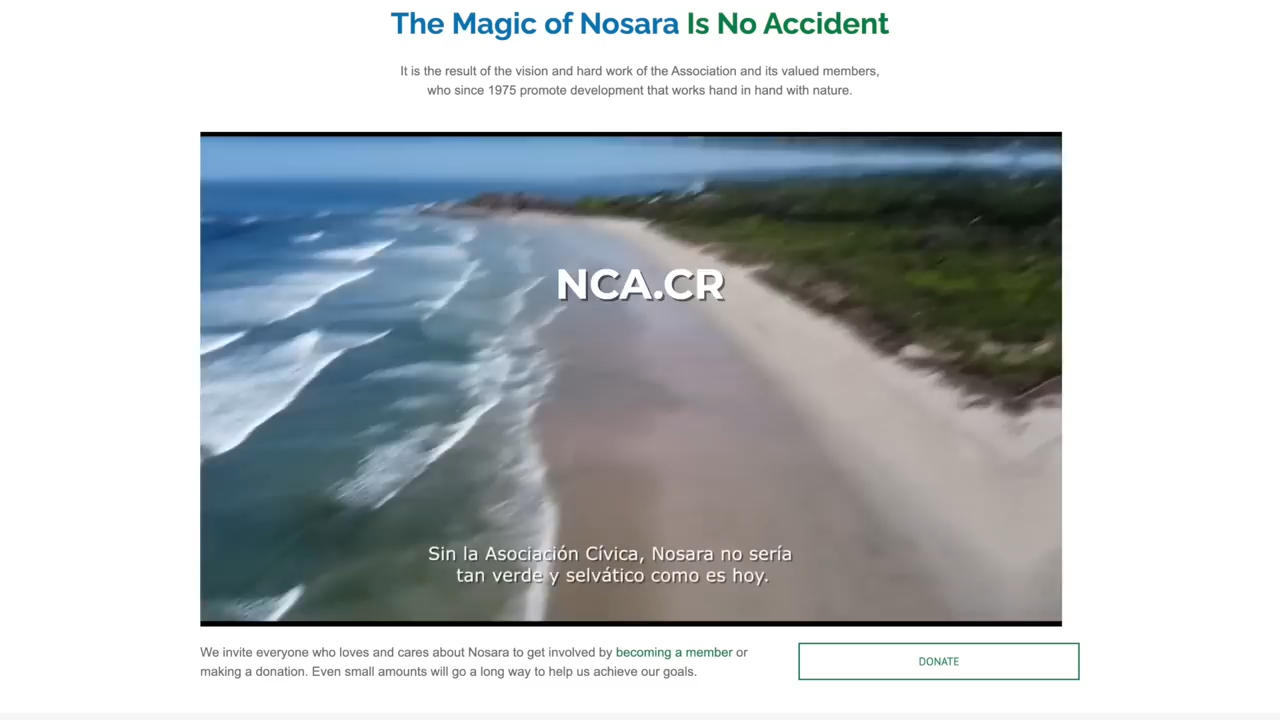 The Magic of Nosara Is No Accident
It is the result of the vision and hard work of the Association and its valued members,
who since 1975 promote development that works hand in hand with nature.
NCA.CR
Sin la Asociación Cívica, Nosara no sería
tan verde y selvático como es hoy.
We invite everyone who loves and cares about Nosara to get involved by becoming a member or
making a donation. Even small amounts will go a long way to help us achieve our goals.
DONATE